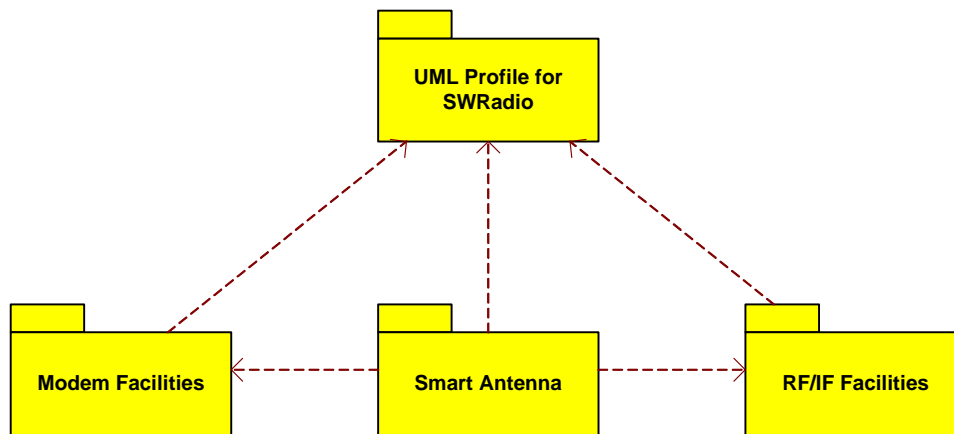 UML Profile for
SWRadio
Modem Facilities
Smart Antenna
RF/IF Facilities